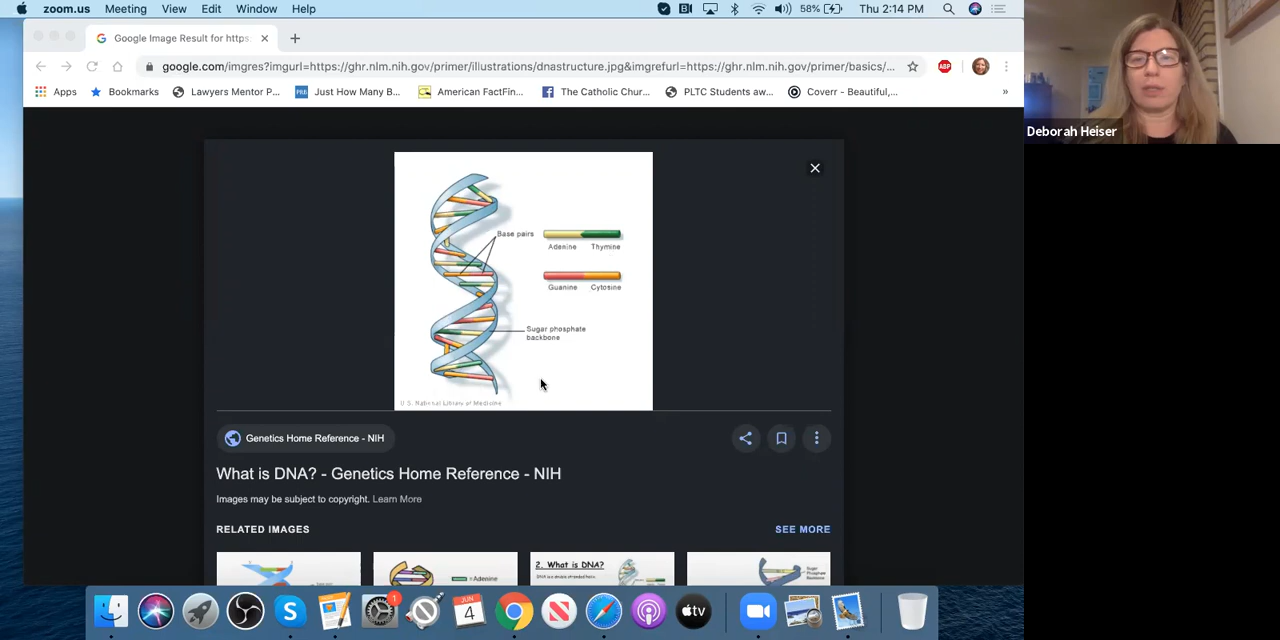 zoom.us Meeting View Edit Window Help 58% Thu 2:14 PM
Google Image Result for https:
google.com/imgres?imgurl=https://ghr.nlm.nih.gov/primer/illustrations/dnastructure.jpg&imgrefurl=https://ghr.nlm.nih.gov/primer/basics/...
ABP
Apps Bookmarks Lawyers Mentor P... Just How Many B... American FactFin... The Catholic Chur... PLTC Students aw... Coverr - Beautiful,... »
Deborah Heiser
Base pairs
Adenine Thymine
Guanine Cytosine
Sugar phosphate
backbone
U.S. National Library of Medicine
Genetics Home Reference - NIH
What is DNA? - Genetics Home Reference - NIH
Images may be subject to copyright. Learn More
RELATED IMAGES SEE MORE
2. What is DNA?
=Adenine
JUN
4
1
tv